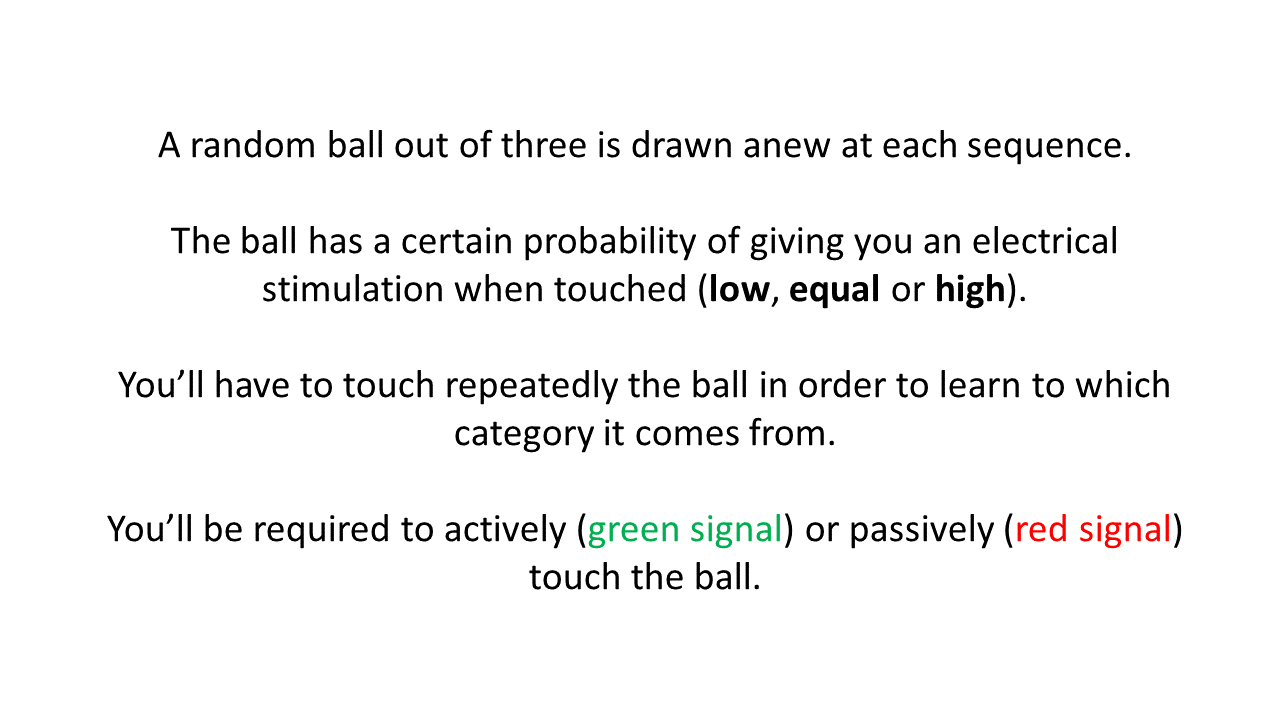 A random ball out of three is drawn anew at each sequence.
The ball has a certain probability of giving you an electrical
stimulation when touched (low, equal or high).
You’ll have to touch repeatedly the ball in order to learn to which
category it comes from.
You’ll be required to actively (green signal) or passively (red signal)
touch the ball.